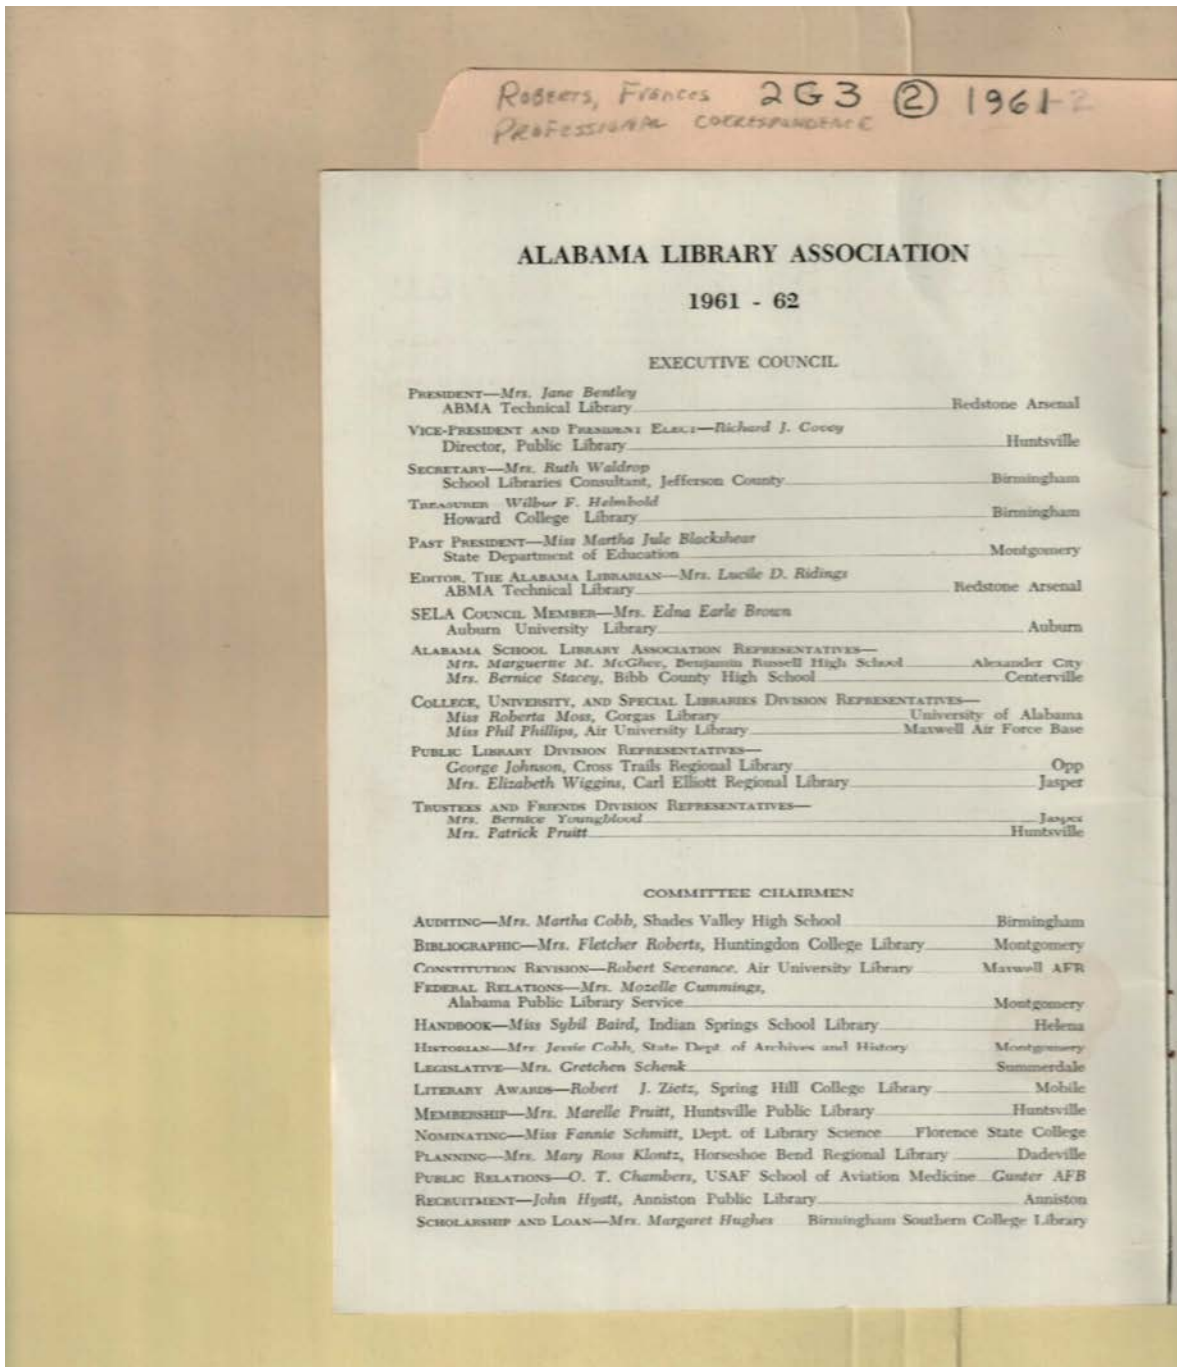 Roberts, Frances 2G3 (2) 1961-2
PROFESSIONAL CORRESPONDENCE
ALABAMA LIBRARY ASSOCIATION
1961 - 62
EXECUTIVE COUNCIL
PRESIDENT—Mrs. Jane Bentley
ABMA Technical Library Redstone Arsenal
VICE-PRESIDENT AND PRESIDENT ELECT—Richard J. Covey
Director, Public Library Huntsville
SECRETARY—Mrs. Ruth Waldrop
School Libraries Consultant, Jefferson County Birmingham
TREASURER Wilbur F. Helmbold
Howard College Library Birmingham
PAST PRESIDENT—Miss Martha Jule Blackshear
State Department of Education Montgomery
EDITOR, THE ALABAMA LIBRARIAN—Mrs. Lucile D. Ridings
ABMA Technical Library Redstone Arsenal
SELA COUNCIL MEMBER—Mrs. Edna Earle Brown
Auburn University Library Auburn
ALABAMA SCHOOL LIBRARY ASSOCIATION REPRESENTATIVES—
Mrs. Marguerite M. McGhee, Benjamin Russell High School Alexander City
Mrs. Bernice Stacey, Bibb County High School Centerville
COLLEGE, UNIVERSITY, AND SPECIAL LIBRARIES DIVISION REPRESENTATIVES—
Miss Roberta Moss, Gorgas Library University of Alabama
Miss Phil Phillips, Air University Library Maxwell Air Force Base
PUBLIC LIBRARY DIVISION REPRESENTATIVES—
George Johnson, Cross Trails Regional Library Opp
Mrs. Elizabeth Wiggins, Carl Elliott Regional Library Jasper
TRUSTEES AND FRIENDS DIVISION REPRESENTATIVES—
Mrs. Bernice Youngblood Jasper
Mrs. Patrick Pruitt Huntsville
COMMITTEE CHAIRMEN
AUDITING—Mrs. Martha Cobb, Shades Valley High School Birmingham
BIBLIOGRAPHIC—Mrs. Fletcher Roberts, Huntingdon College Library Montgomery
CONSTITUTION REVISION—Robert Severance, Air University Library Maxwell AFB
FEDERAL RELATIONS—Mrs. Mozelle Cummings,
Alabama Public Library Service Montgomery
HANDBOOK—Miss Sybil Baird, Indian Springs School Library Helena
HISTORIAN—Mrs. Jessie Cobb, State Dept. of Archives and History Montgomery
LEGISLATIVE—Mrs. Gretchen Schenk Summerdale
LITERARY AWARDS—Robert J. Zietz, Spring Hill College Library Mobile
MEMBERSHIP—Mrs. Marelle Pruitt, Huntsville Public Library Huntsville
NOMINATING—Miss Fannie Schmitt, Dept. of Library Science Florence State College
PLANNING—Mrs. Mary Ross Klontz, Horseshoe Bend Regional Library Dadeville
PUBLIC RELATIONS—O. T. Chambers, USAF School of Aviation Medicine Gunter AFB
RECRUITMENT—John Hyatt, Anniston Public Library Anniston
SCHOLARSHIP AND LOAN—Mrs. Margaret Hughes Birmingham Southern College Library